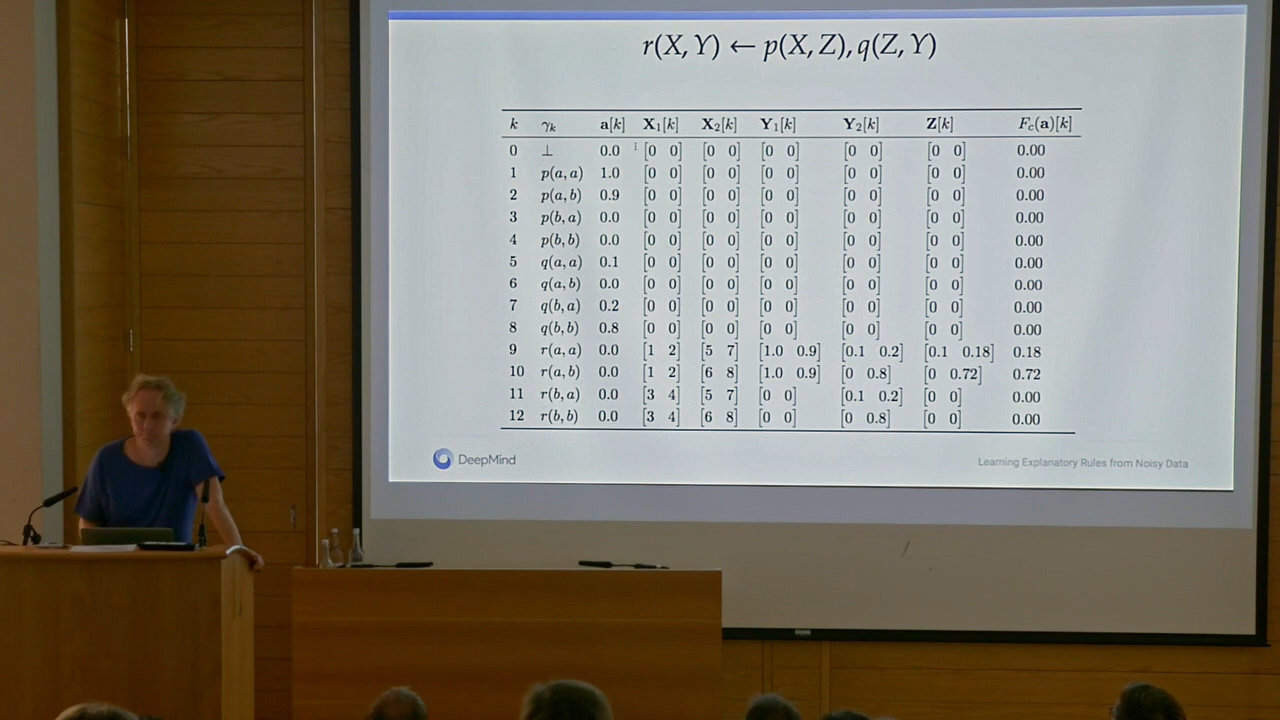 r(X, Y) ← p(X, Z), q(Z, Y)
k γk a[k] X1[k] X2[k] Y1[k] Y2[k] Z[k] Fc(a)[k]
0 ⊥ 0.0 [0 0] [0 0] [0 0] [0 0] [0 0] 0.00
1 p(a, a) 1.0 [0 0] [0 0] [0 0] [0 0] [0 0] 0.00
2 p(a, b) 0.9 [0 0] [0 0] [0 0] [0 0] [0 0] 0.00
3 p(b, a) 0.0 [0 0] [0 0] [0 0] [0 0] [0 0] 0.00
4 p(b, b) 0.0 [0 0] [0 0] [0 0] [0 0] [0 0] 0.00
5 q(a, a) 0.1 [0 0] [0 0] [0 0] [0 0] [0 0] 0.00
6 q(a, b) 0.0 [0 0] [0 0] [0 0] [0 0] [0 0] 0.00
7 q(b, a) 0.2 [0 0] [0 0] [0 0] [0 0] [0 0] 0.00
8 q(b, b) 0.8 [0 0] [0 0] [0 0] [0 0] [0 0] 0.00
9 r(a, a) 0.0 [1 2] [5 7] [1.0 0.9] [0.1 0.2] [0.1 0.18] 0.18
10 r(a, b) 0.0 [1 2] [6 8] [1.0 0.9] [0 0.8] [0 0.72] 0.72
11 r(b, a) 0.0 [3 4] [5 7] [0 0] [0.1 0.2] [0 0] 0.00
12 r(b, b) 0.0 [3 4] [6 8] [0 0] [0 0.8] [0 0] 0.00
DeepMind
Learning Explanatory Rules from Noisy Data